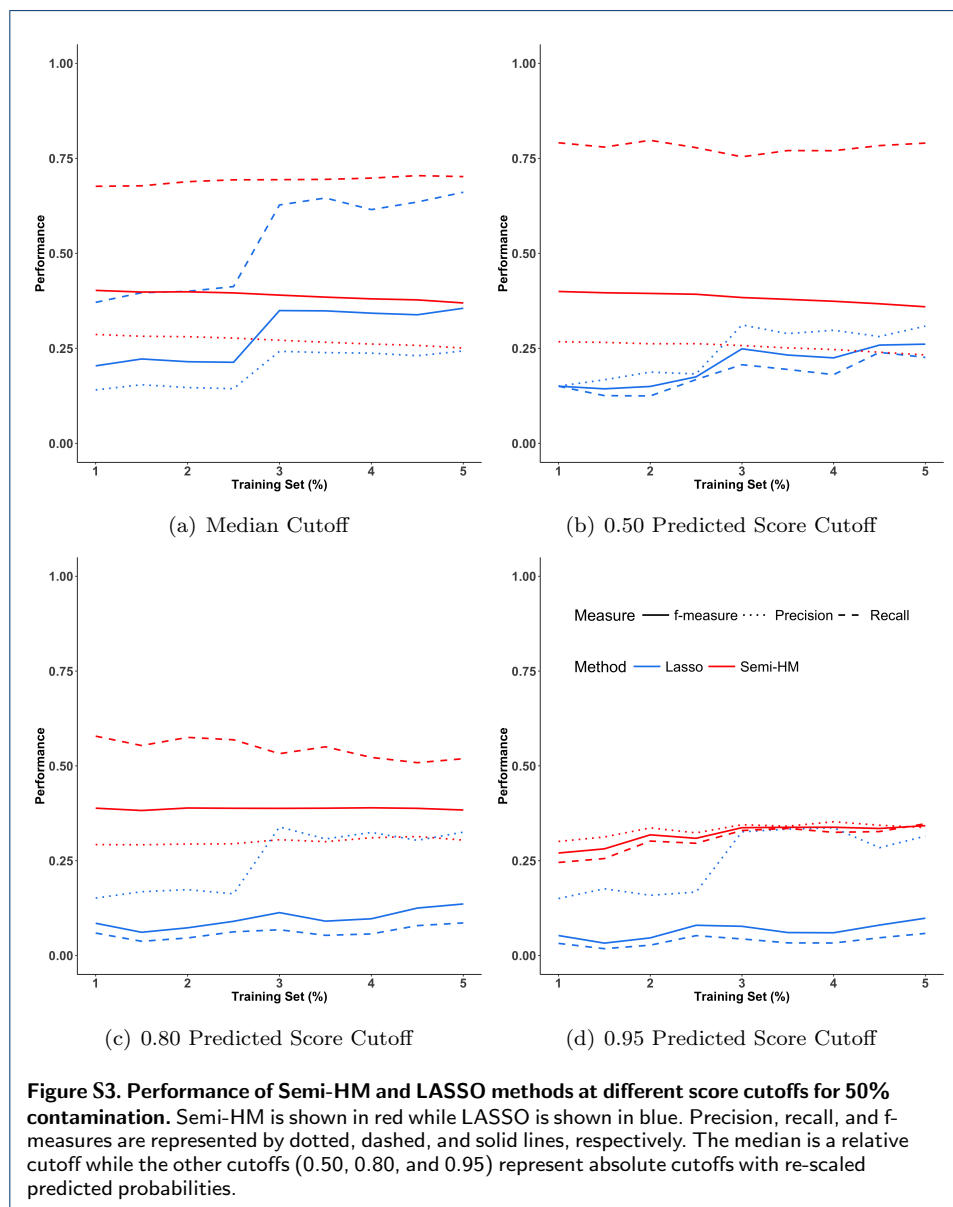 1.00
0.75
0.50
0.25
0.00
Performance
1 2 3 4 5
Training Set (%)
(a) Median Cutoff
1.00
0.75
0.50
0.25
0.00
Performance
1 2 3 4 5
Training Set (%)
(b) 0.50 Predicted Score Cutoff
1.00
0.75
0.50
0.25
0.00
Performance
1 2 3 4 5
Training Set (%)
(c) 0.80 Predicted Score Cutoff
1.00
0.75
0.50
0.25
0.00
Performance
Measure f-measure Precision Recall
Method Lasso Semi-HM
1 2 3 4 5
Training Set (%)
(d) 0.95 Predicted Score Cutoff
Figure S3. Performance of Semi-HM and LASSO methods at different score cutoffs for 50%
contamination. Semi-HM is shown in red while LASSO is shown in blue. Precision, recall, and f-
measures are represented by dotted, dashed, and solid lines, respectively. The median is a relative
cutoff while the other cutoffs (0.50, 0.80, and 0.95) represent absolute cutoffs with re-scaled
predicted probabilities.